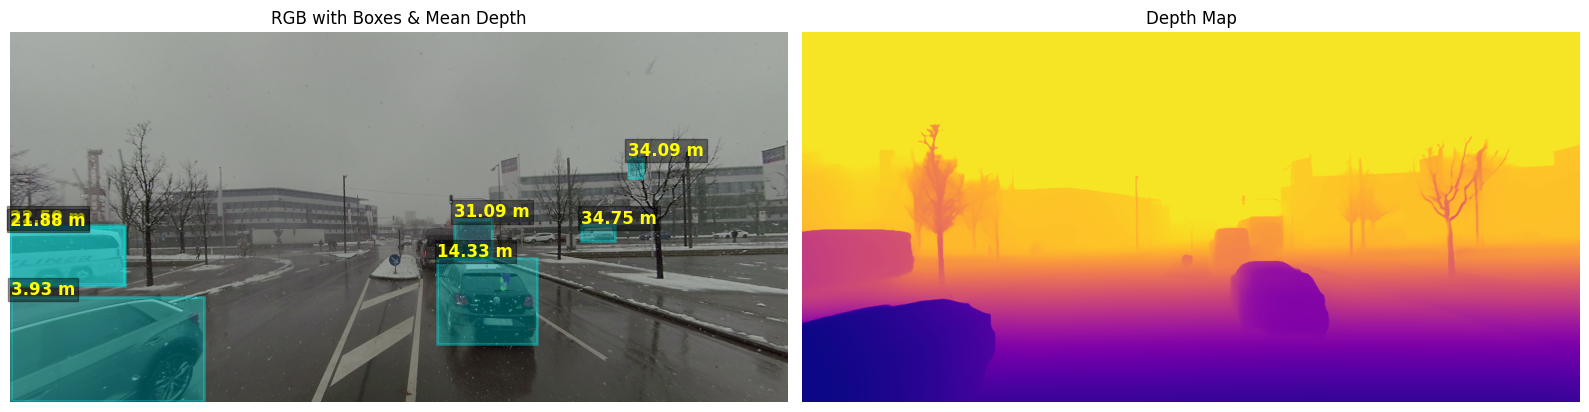 RGB with Boxes & Mean Depth
Depth Map
34.09 m
31.09 m
34.75 m
21.88 m
14.33 m
3.93 m